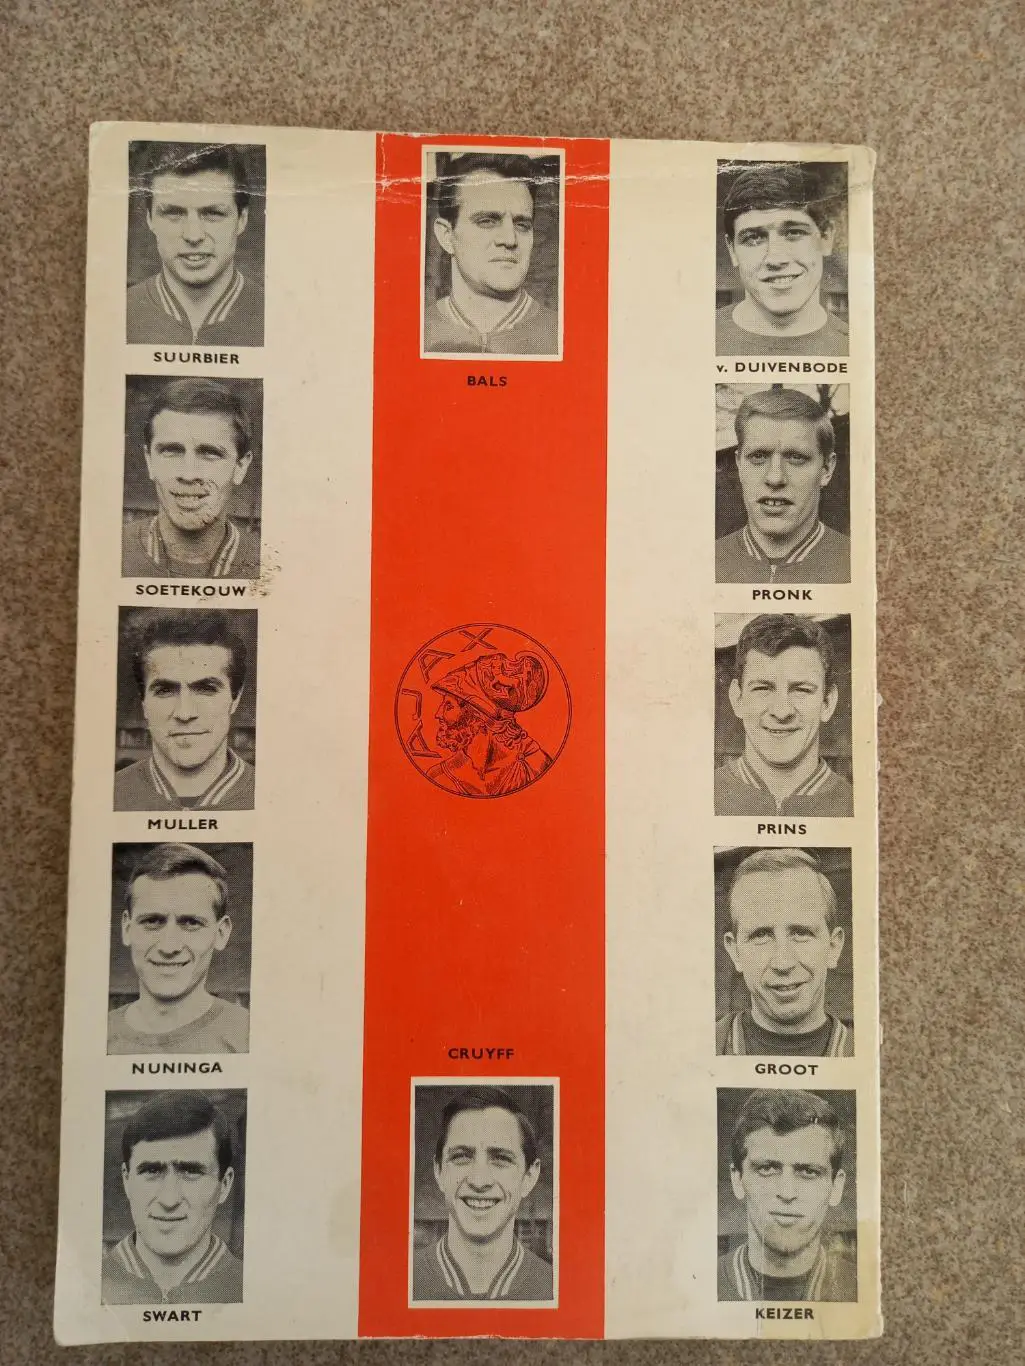 SUURBIER
BALS
v. DUIVENBODE
SOETEKOUW
PRONK
AJAX
MULLER
PRINS
NUNINGA
CRUYFF
GROOT
SWART
KEIZER